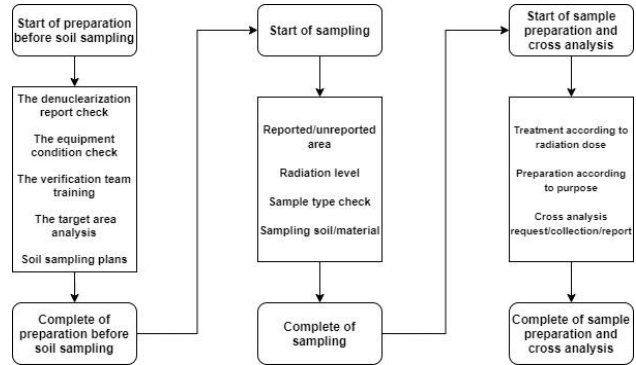 Start of preparation
before soil sampling
The denuclearization
report check
The equipment
condition check
The verification team
training
The target area
analysis
Soil sampling plans
Complete of
preparation before
soil sampling
Start of sampling
Reported/unreported
area
Radiation level
Sample type check
Sampling soil/material
Complete of
sampling
Start of sample
preparation and
cross analysis
Treatment according to
radiation dose
Preparation according
to purpose
Cross analysis
request/collection/report
Complete of sample
preparation and
cross analysis